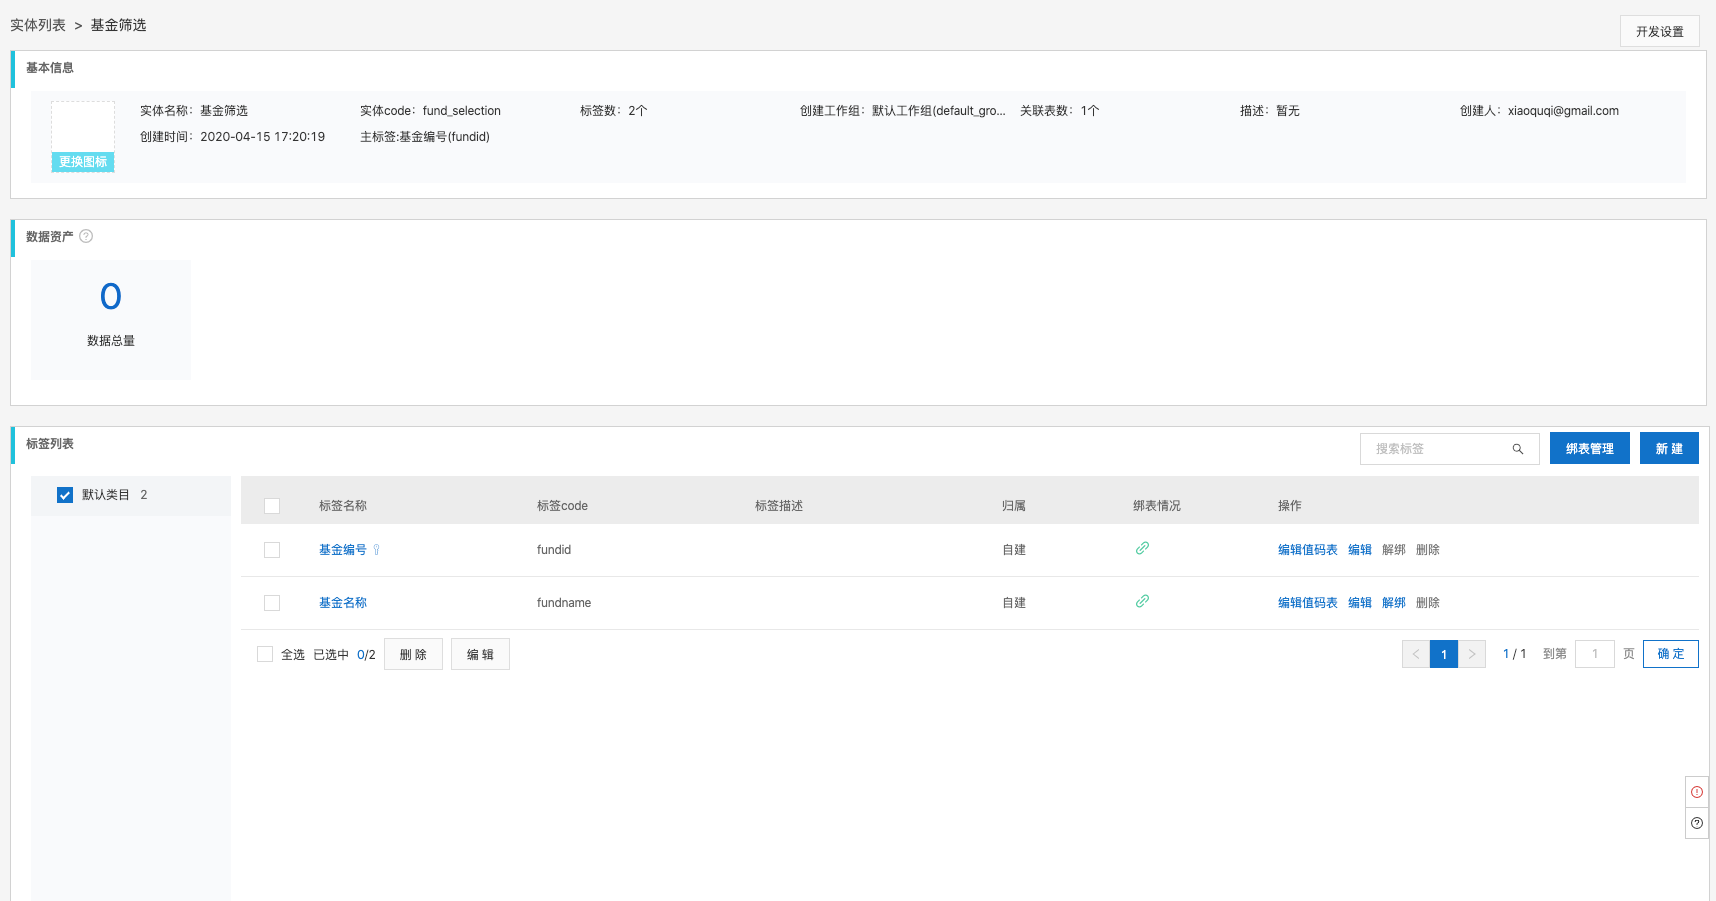 实体列表 > 基金筛选
开发设置
基本信息
更换图标
实体名称：基金筛选 实体code：fund_selection 标签数：2个 创建工作组：默认工作组(default_gro... 关联表数：1个 描述：暂无 创建人：xiaoquqi@gmail.com
创建时间：2020-04-15 17:20:19 主标签:基金编号(fundid)
数据资产 ?
0
数据总量
标签列表
搜索标签 绑表管理 新 建
默认类目 2
标签名称 标签code 标签描述 归属 绑表情况 操作
基金编号 fundid 自建 编辑值码表 编辑 解绑 删除
基金名称 fundname 自建 编辑值码表 编辑 解绑 删除
全选 已选中 0/2 删 除 编 辑 < 1 > 1 / 1 到第 1 页 确 定